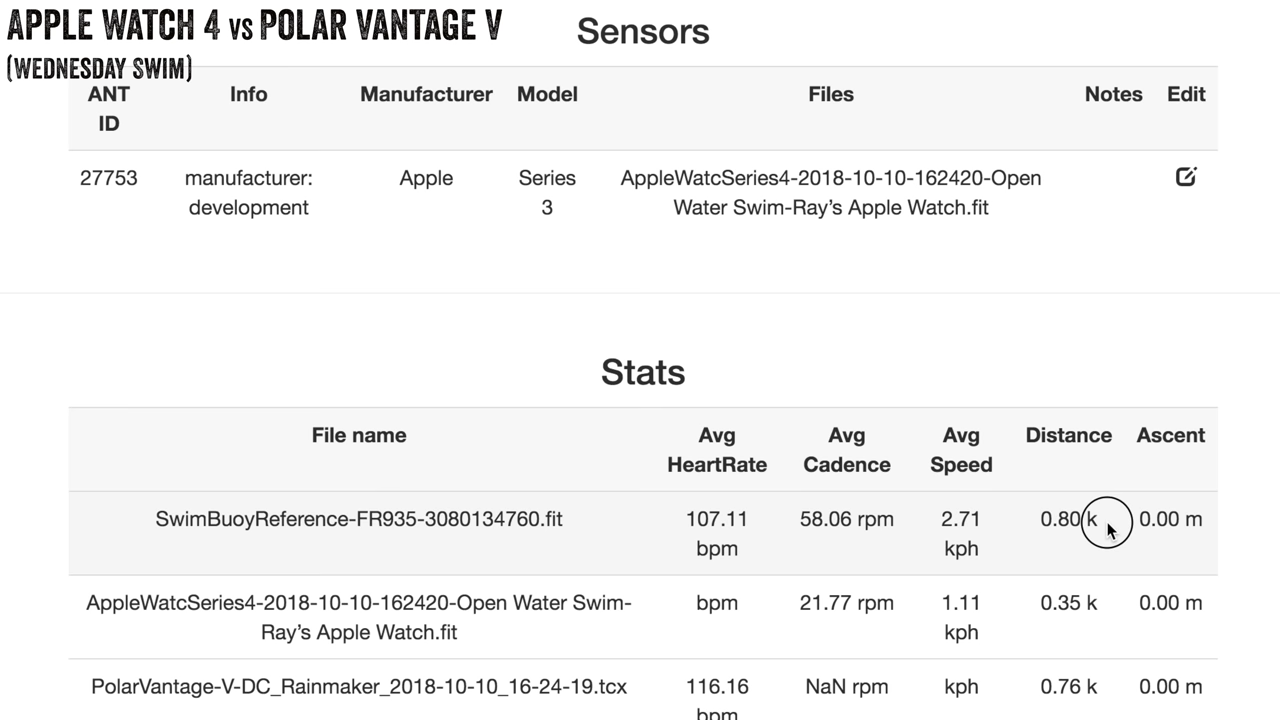 APPLE WATCH 4 vs POLAR VANTAGE V
(WEDNESDAY SWIM)
Sensors
ANT ID Info Manufacturer Model Files Notes Edit
27753 manufacturer: development Apple Series 3 AppleWatcSeries4-2018-10-10-162420-Open Water Swim-Ray’s Apple Watch.fit
Stats
File name Avg HeartRate Avg Cadence Avg Speed Distance Ascent
SwimBuoyReference-FR935-3080134760.fit 107.11 bpm 58.06 rpm 2.71 kph 0.80 k 0.00 m
AppleWatcSeries4-2018-10-10-162420-Open Water Swim-Ray’s Apple Watch.fit bpm 21.77 rpm 1.11 kph 0.35 k 0.00 m
PolarVantage-V-DC_Rainmaker_2018-10-10_16-24-19.tcx 116.16 bpm NaN rpm kph 0.76 k 0.00 m